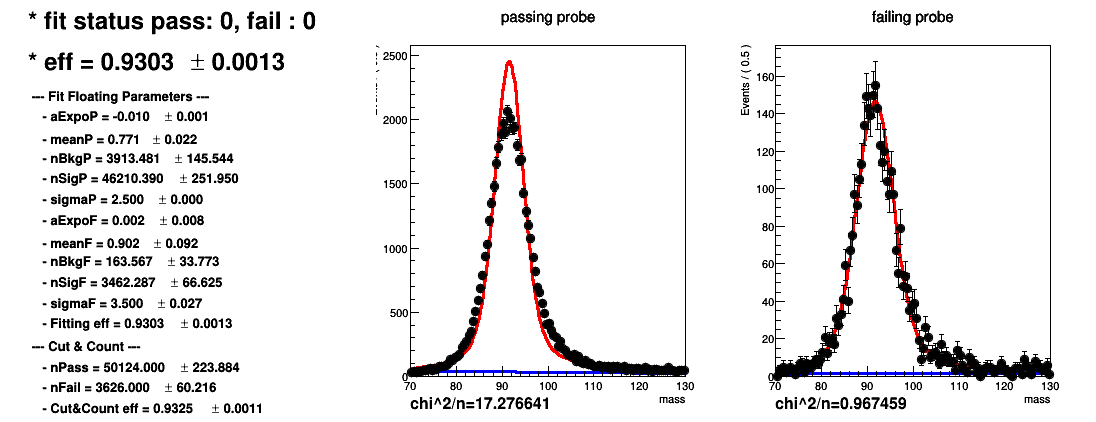 * fit status pass: 0, fail : 0
* eff = 0.9303 ± 0.0013
--- Fit Floating Parameters ---
- aExpoP = -0.010 ± 0.001
- meanP = 0.771 ± 0.022
- nBkgP = 3913.481 ± 145.544
- nSigP = 46210.390 ± 251.950
- sigmaP = 2.500 ± 0.000
- aExpoF = 0.002 ± 0.008
- meanF = 0.902 ± 0.092
- nBkgF = 163.567 ± 33.773
- nSigF = 3462.287 ± 66.625
- sigmaF = 3.500 ± 0.027
- Fitting eff = 0.9303 ± 0.0013
--- Cut & Count ---
- nPass = 50124.000 ± 223.884
- nFail = 3626.000 ± 60.216
- Cut&Count eff = 0.9325 ± 0.0011
passing probe
2500
2000
1500
1000
500
0
70 80 90 100 110 120 130
mass
chi^2/n=17.276641
failing probe
Events / ( 0.5 )
160
140
120
100
80
60
40
20
0
70 80 90 100 110 120 130
mass
chi^2/n=0.967459